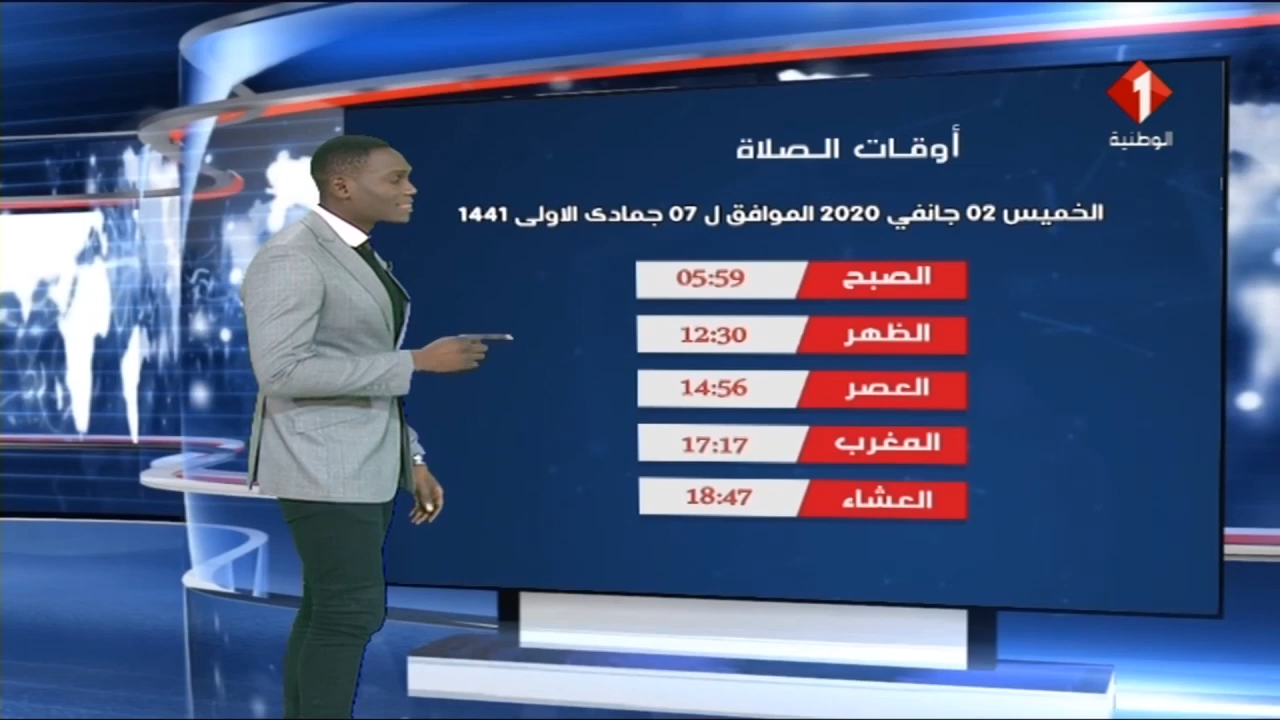 1
الوطنية
أوقات الصلاة
الخميس 02 جانفي 2020 الموافق ل 07 جمادى الاولى 1441
الصبح 05:59
الظهر 12:30
العصر 14:56
المغرب 17:17
العشاء 18:47